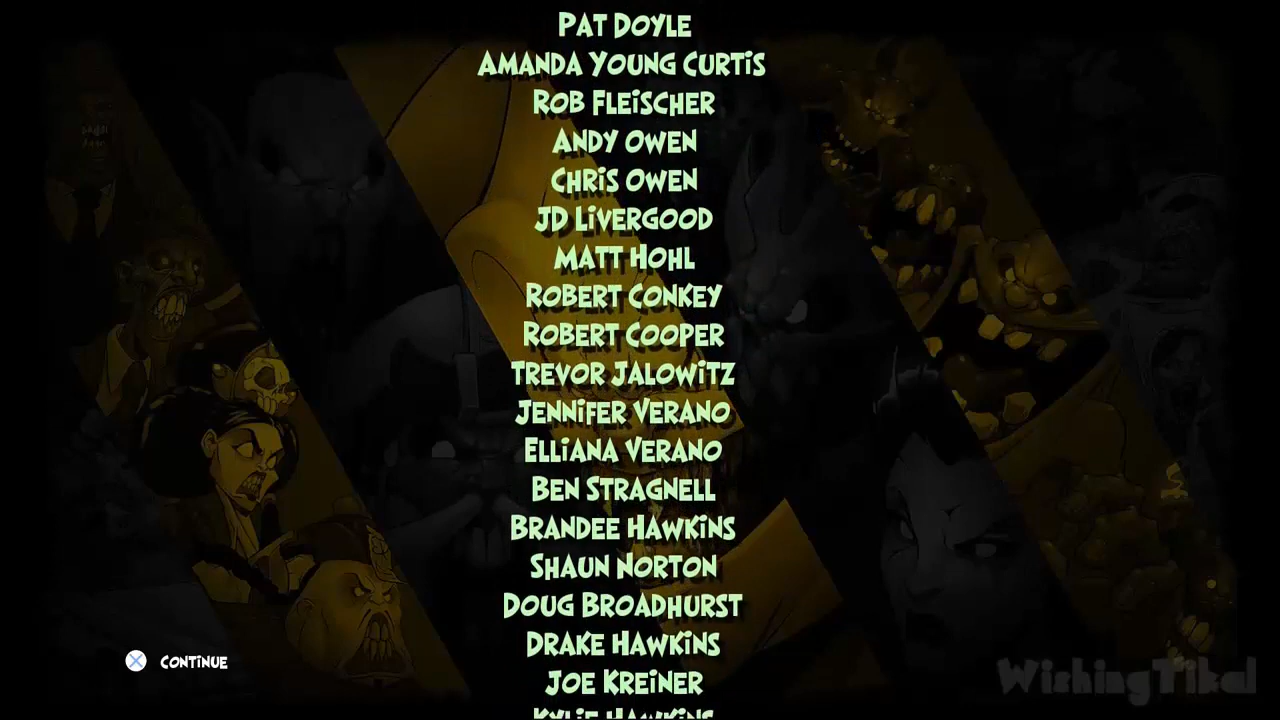 Pat Doyle
Amanda Young Curtis
Rob Fleischer
Andy Owen
Chris Owen
JD Livergood
Matt Hohl
Robert Conkey
Robert Cooper
Trevor Jalowitz
Jennifer Verano
Elliana Verano
Ben Stragnell
Brandee Hawkins
Shaun Norton
Doug Broadhurst
Drake Hawkins
Joe Kreiner
Kylie Hawkins
Continue
WishingTikal